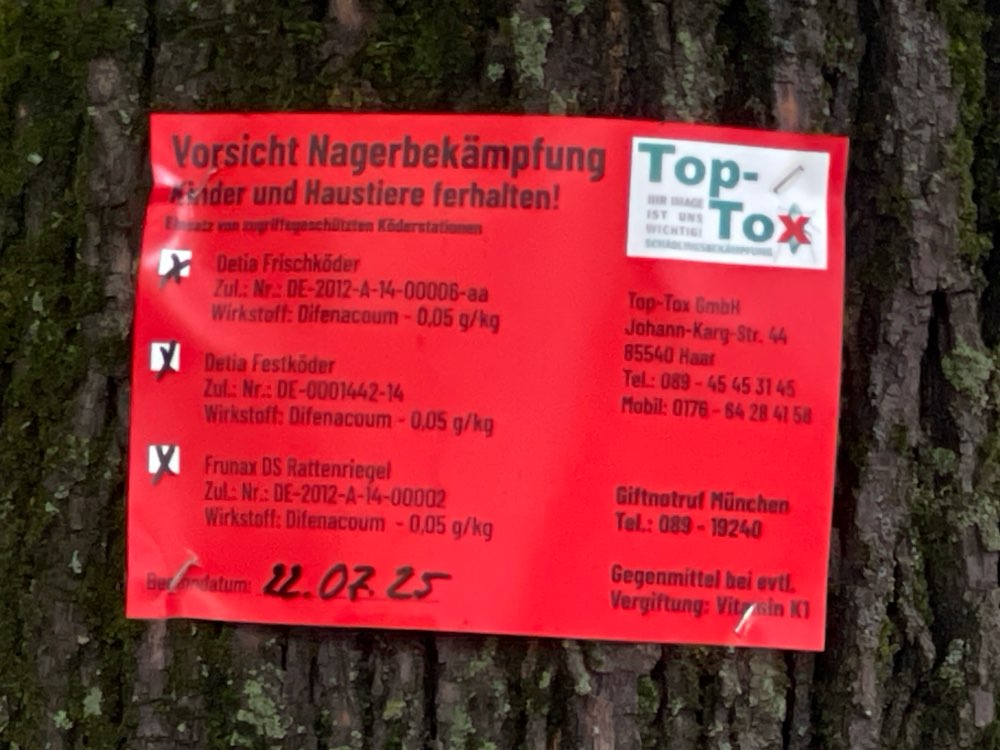 Vorsicht Nagerbekämpfung
Kinder und Haustiere ferhalten!
Einsatz von zugriffsgeschützten Köderstationen
Detia Frischköder
Zul.: Nr.: DE-2012-A-14-00006-aa
Wirkstoff: Difenacoum - 0,05 g/kg
Detia Festköder
Zul.: Nr.: DE-0001442-14
Wirkstoff: Difenacoum - 0,05 g/kg
Frunax DS Rattenriegel
Zul.: Nr.: DE-2012-A-14-00002
Wirkstoff: Difenacoum - 0,05 g/kg
Beginndatum: 22.07.25
Top-
Tox
IHR IMAGE
IST UNS
WICHTIG!
SCHÄDLINGSBEKÄMPFUNG
Top-Tox GmbH
Johann-Karg-Str. 44
85540 Haar
Tel.: 089 - 45 45 31 45
Mobil: 0176 - 64 28 41 58
Giftnotruf München
Tel.: 089 - 19240
Gegenmittel bei evtl.
Vergiftung: Vitamin K1